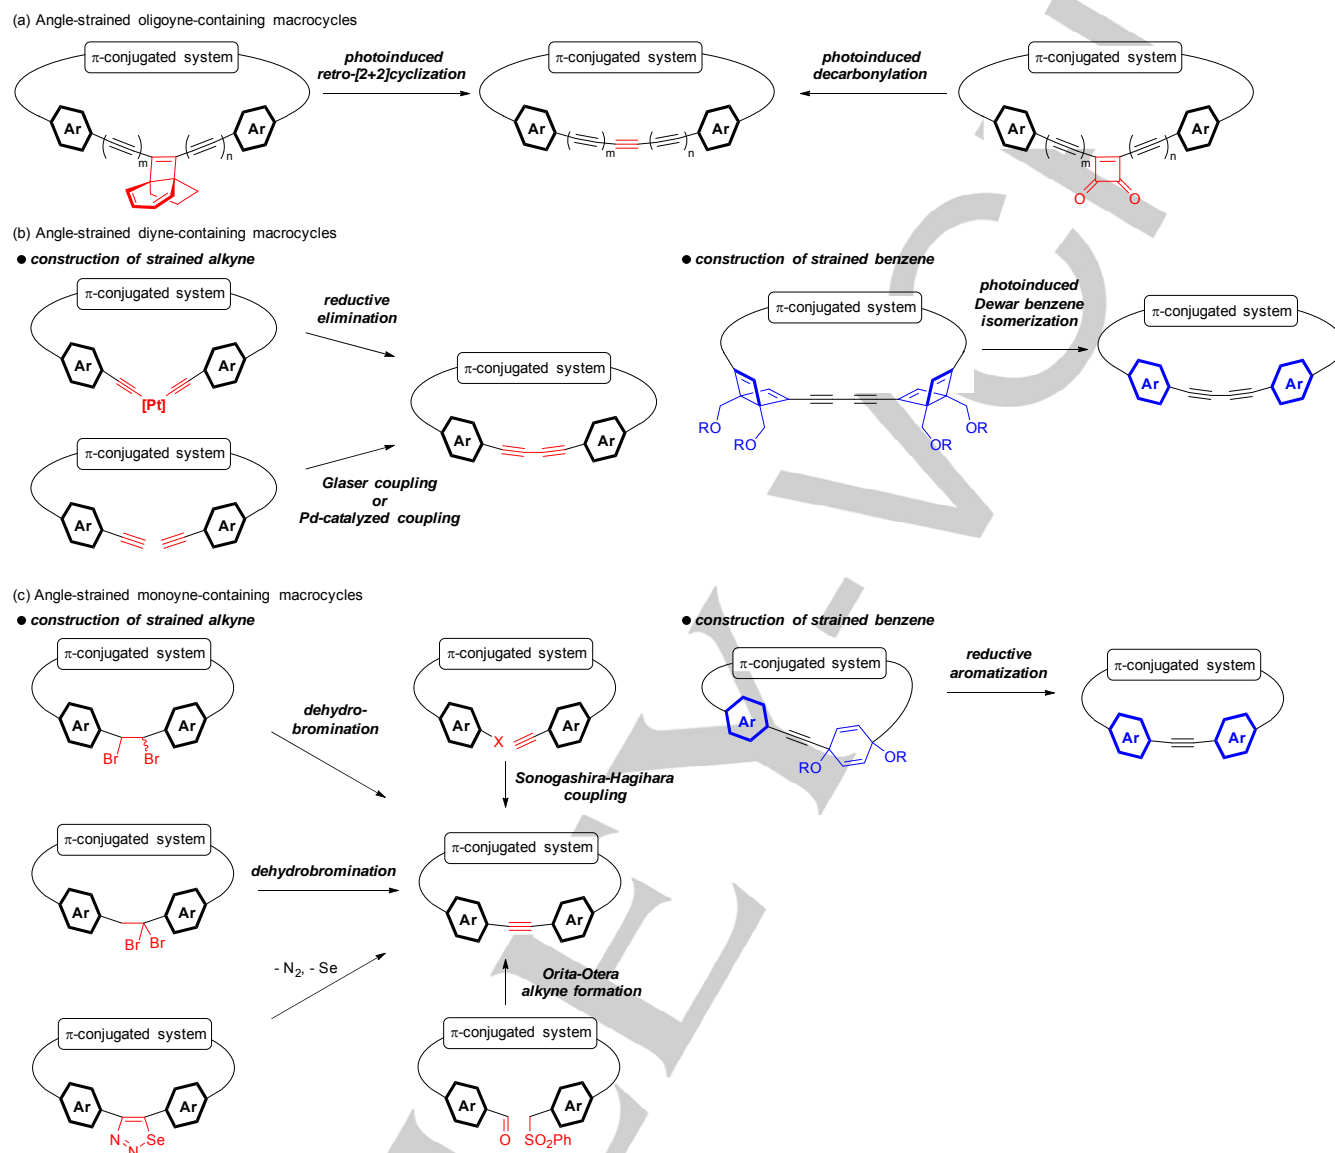 (a) Angle-strained oligoyne-containing macrocycles
π-conjugated system
photoinduced
retro-[2+2]cyclization
π-conjugated system
photoinduced
decarbonylation
π-conjugated system
Ar
m
n
Ar
Ar
m
n
Ar
Ar
m
n
Ar
O
O
(b) Angle-strained diyne-containing macrocycles
● construction of strained alkyne
π-conjugated system
Ar
Ar
[Pt]
reductive
elimination
π-conjugated system
Ar
Ar
Glaser coupling
or
Pd-catalyzed coupling
π-conjugated system
Ar
Ar
● construction of strained benzene
π-conjugated system
RO
RO
OR
OR
photoinduced
Dewar benzene
isomerization
π-conjugated system
Ar
Ar
(c) Angle-strained monoyne-containing macrocycles
● construction of strained alkyne
π-conjugated system
Ar
Ar
Br
Br
dehydro-
bromination
π-conjugated system
Ar
X
Sonogashira-Hagihara
coupling
π-conjugated system
Ar
Ar
Br
Br
dehydrobromination
π-conjugated system
Ar
Ar
- N2, - Se
Orita-Otera
alkyne formation
π-conjugated system
Ar
Ar
N
N
Se
π-conjugated system
Ar
Ar
O
SO2Ph
● construction of strained benzene
π-conjugated system
Ar
RO
OR
reductive
aromatization
π-conjugated system
Ar
Ar